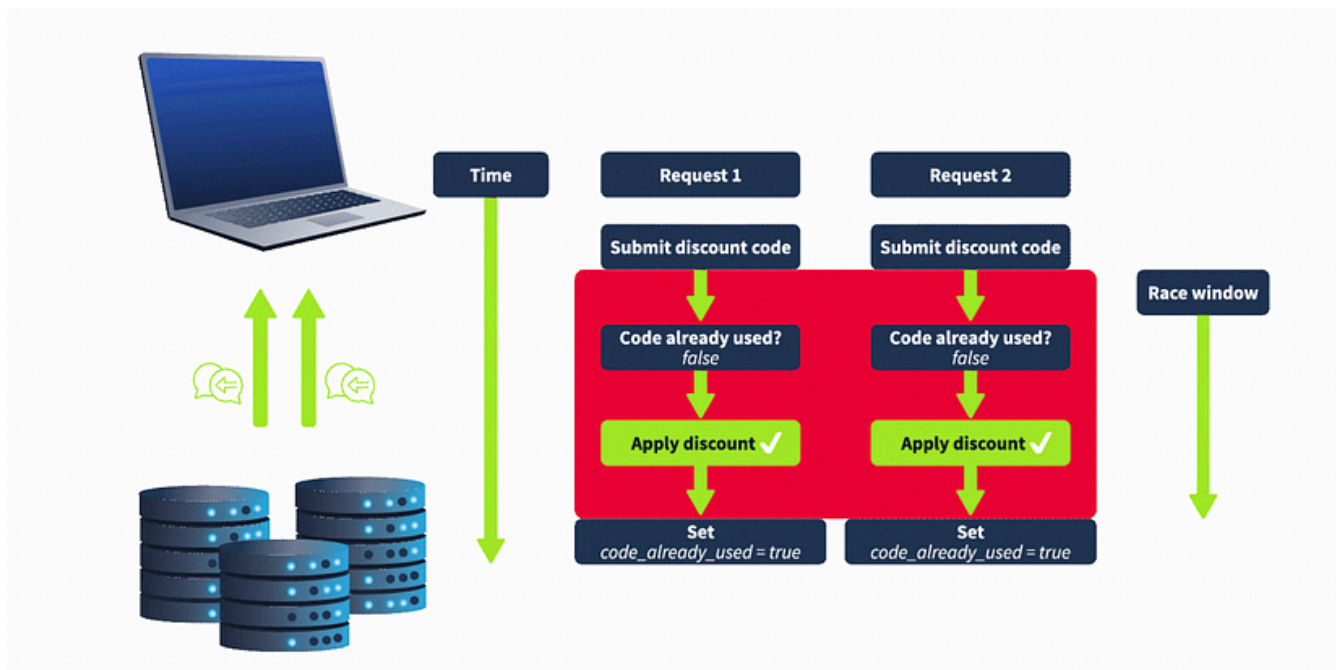 Time
Request 1
Request 2
Submit discount code
Submit discount code
Race window
Code already used?
false
Code already used?
false
Apply discount
Apply discount
Set
code_already_used = true
Set
code_already_used = true